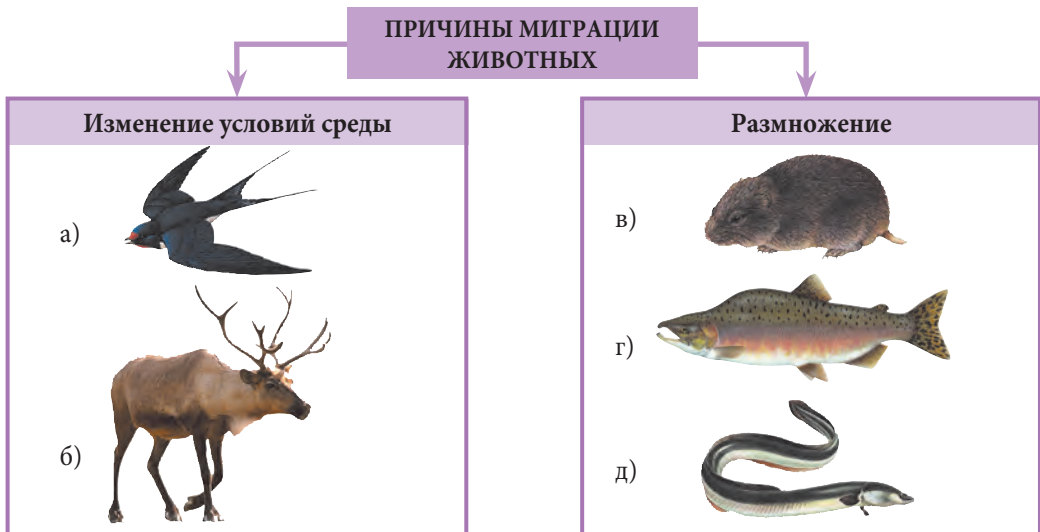 ПРИЧИНЫ МИГРАЦИИ
ЖИВОТНЫХ
Изменение условий среды
а)
б)
Размножение
в)
г)
д)